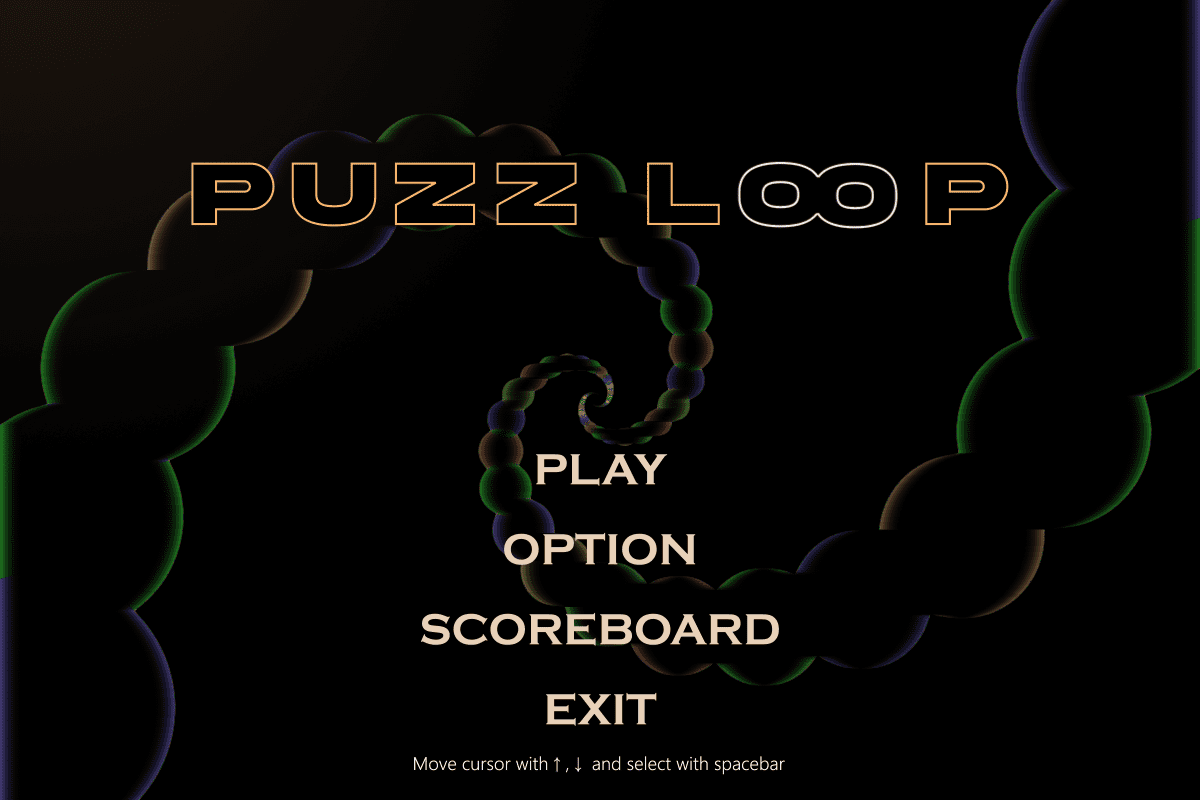 PUZZ LOOP
PLAY
OPTION
SCOREBOARD
EXIT
Move cursor with ↑ , ↓ and select with spacebar